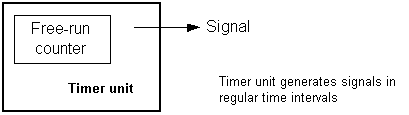 Free-run
counter
Signal
Timer unit
Timer unit generates signals in
regular time intervals